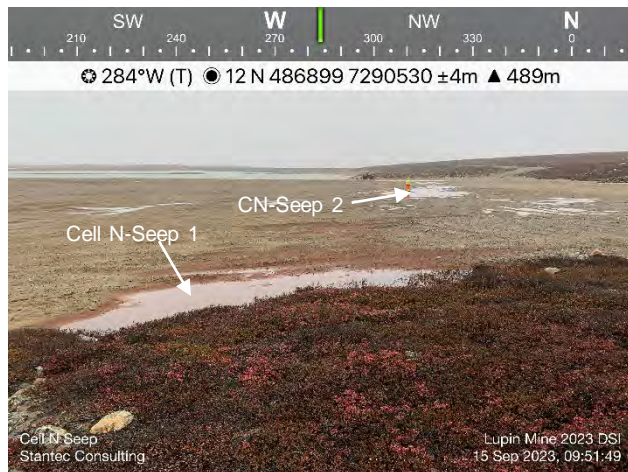 SW W NW N
210 240 270 300 330 0
284°W (T) 12 N 486899 7290530 ±4m ▲ 489m
CN-Seep 2
Cell N-Seep 1
Cell N Seep
Stantec Consulting
Lupin Mine 2023 DSI
15 Sep 2023, 09:51:49